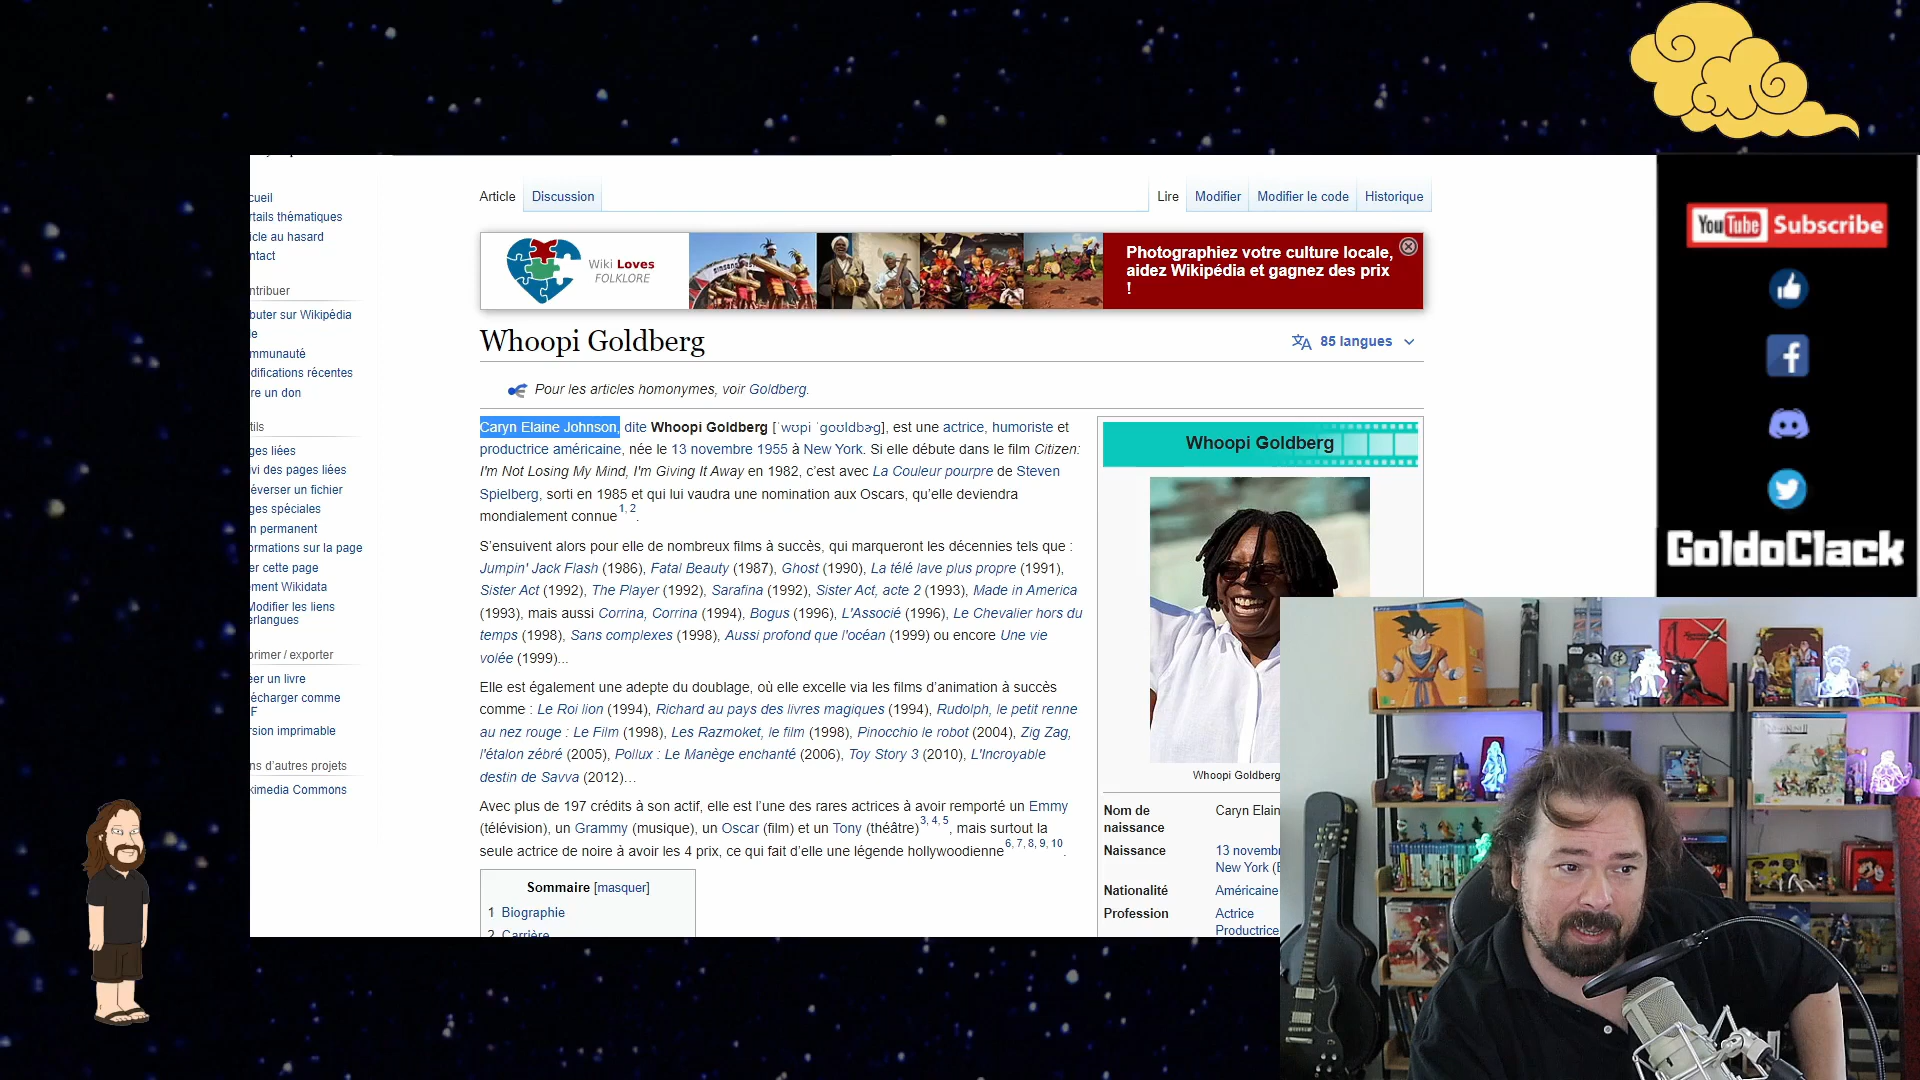 cueil
rtails thématiques
icle au hasard
ntact
ntribuer
buter sur Wikipédia
e
mmunauté
difications récentes
re un don
tils
ges liées
ivi des pages liées
éverser un fichier
ges spéciales
n permanent
ormations sur la page
er cette page
ement Wikidata
Modifier les liens
erlangues
primer / exporter
éer un livre
lécharger comme
F
rsion imprimable
ns d'autres projets
kimedia Commons
Article
Discussion
Lire
Modifier
Modifier le code
Historique
Wiki Loves
FOLKLORE
Photographiez votre culture locale,
aidez Wikipédia et gagnez des prix
!
Whoopi Goldberg
85 langues
Pour les articles homonymes, voir Goldberg.
Caryn Elaine Johnson, dite Whoopi Goldberg [ˈwʊpi ˈɡoʊldbɚɡ], est une actrice, humoriste et
productrice américaine, née le 13 novembre 1955 à New York. Si elle débute dans le film Citizen:
I'm Not Losing My Mind, I'm Giving It Away en 1982, c'est avec La Couleur pourpre de Steven
Spielberg, sorti en 1985 et qui lui vaudra une nomination aux Oscars, qu'elle deviendra
mondialement connue1, 2.
S'ensuivent alors pour elle de nombreux films à succès, qui marqueront les décennies tels que :
Jumpin' Jack Flash (1986), Fatal Beauty (1987), Ghost (1990), La télé lave plus propre (1991),
Sister Act (1992), The Player (1992), Sarafina (1992), Sister Act, acte 2 (1993), Made in America
(1993), mais aussi Corrina, Corrina (1994), Bogus (1996), L'Associé (1996), Le Chevalier hors du
temps (1998), Sans complexes (1998), Aussi profond que l'océan (1999) ou encore Une vie
volée (1999)...
Elle est également une adepte du doublage, où elle excelle via les films d'animation à succès
comme : Le Roi lion (1994), Richard au pays des livres magiques (1994), Rudolph, le petit renne
au nez rouge : Le Film (1998), Les Razmoket, le film (1998), Pinocchio le robot (2004), Zig Zag,
l'étalon zébré (2005), Pollux : Le Manège enchanté (2006), Toy Story 3 (2010), L'Incroyable
destin de Savva (2012)…
Avec plus de 197 crédits à son actif, elle est l'une des rares actrices à avoir remporté un Emmy
(télévision), un Grammy (musique), un Oscar (film) et un Tony (théâtre)3, 4, 5, mais surtout la
seule actrice de noire à avoir les 4 prix, ce qui fait d'elle une légende hollywoodienne6, 7, 8, 9, 10.
Sommaire [masquer]
1 Biographie
2 Carrière
Whoopi Goldberg
Whoopi Goldberg
Nom de
naissance
Caryn Elain
Naissance
13 novemb
New York (É
Nationalité
Américaine
Profession
Actrice
Productrice
YouTube Subscribe
GoldoClack